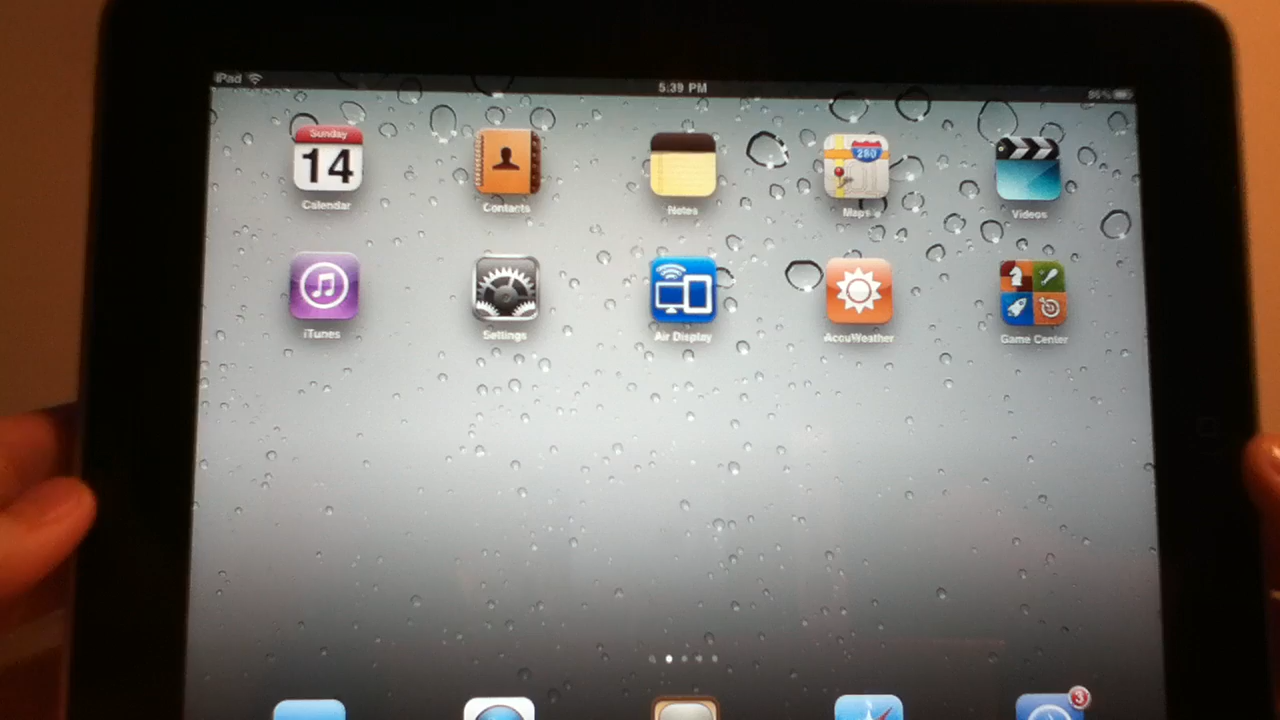 iPad 5:39 PM 86%
Sunday
14
280
Calendar Contacts Notes Maps Videos
iTunes Settings Air Display AccuWeather Game Center
3